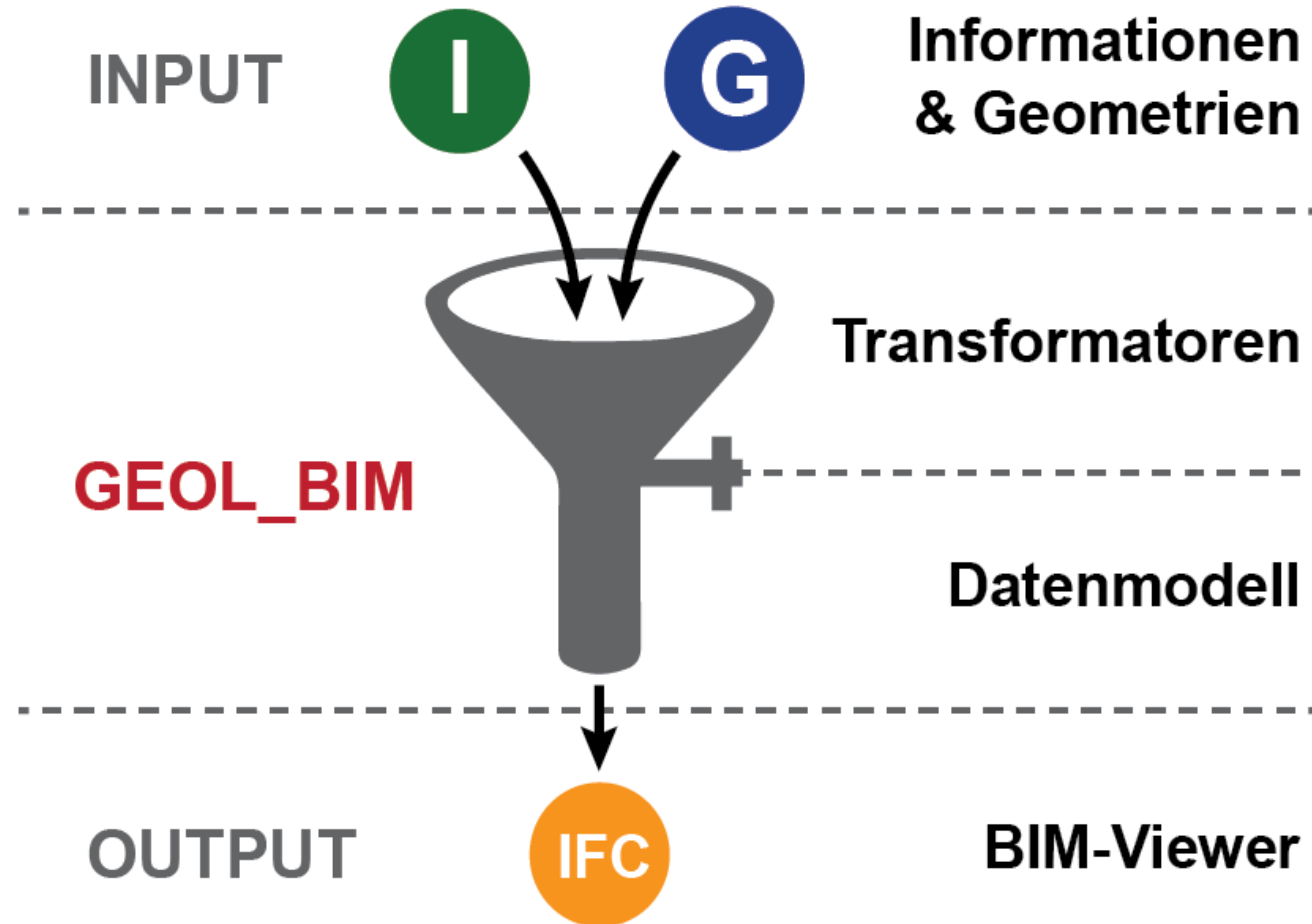 INPUT
I
G
Informationen
& Geometrien
Transformatoren
GEOL_BIM
Datenmodell
OUTPUT
IFC
BIM-Viewer